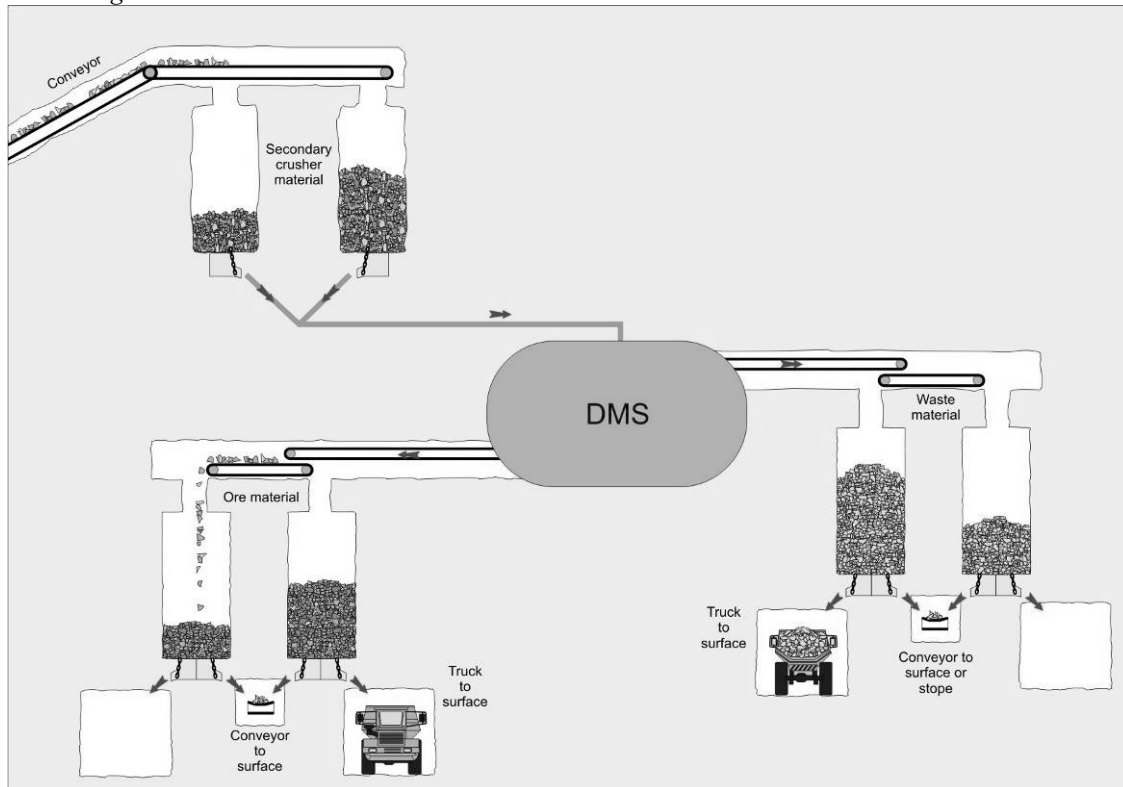 Conveyor
Secondary
crusher
material
DMS
Waste
material
Ore material
Truck
to
surface
Conveyor to
surface or
stope
Truck
to
surface
Conveyor
to
surface